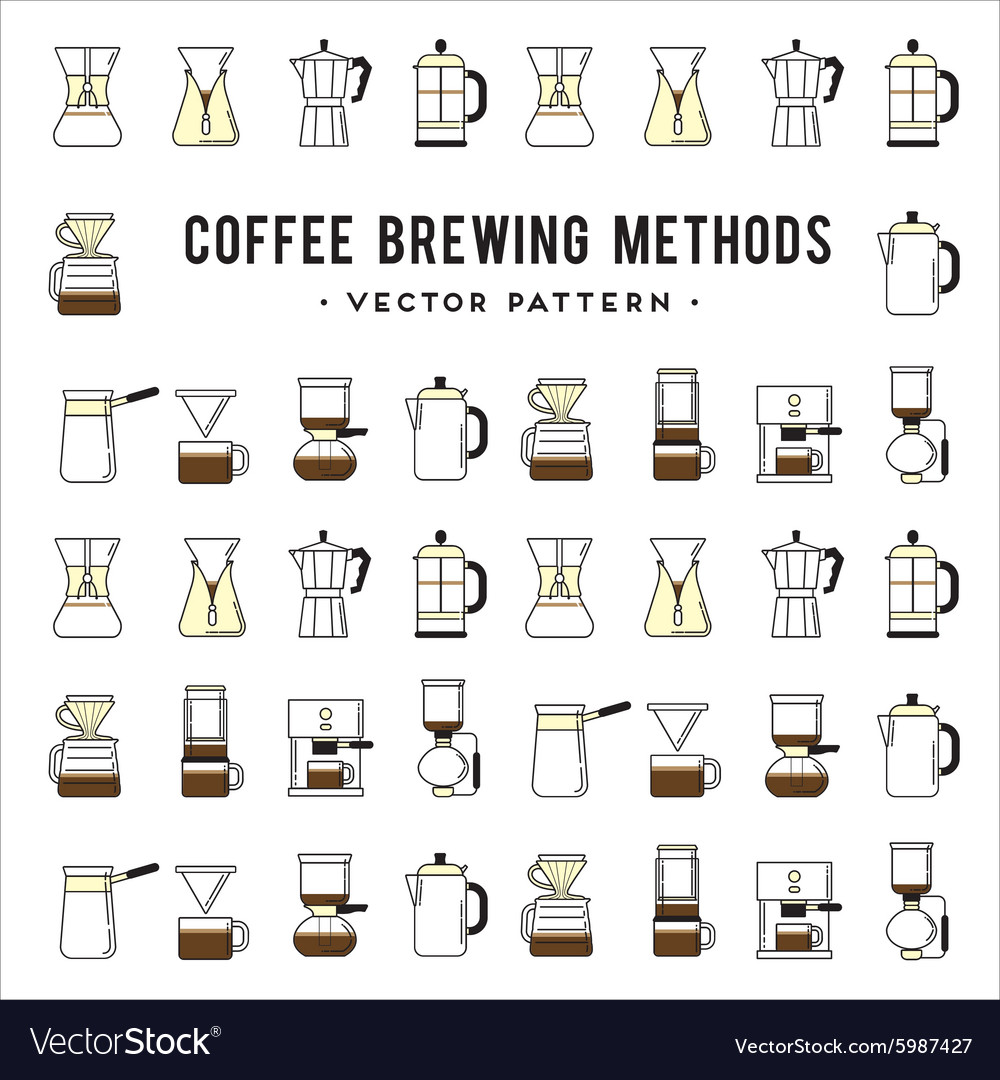 COFFEE BREWING METHODS
• VECTOR PATTERN •
VectorStock®
VectorStock.com/5987427